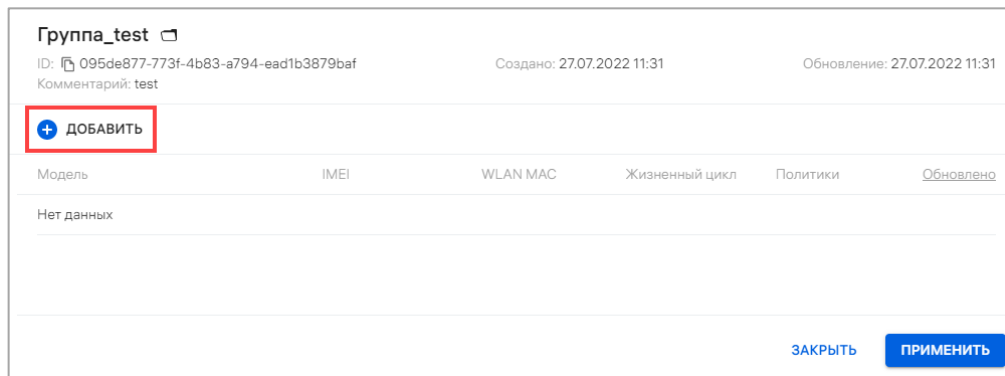 Группа_test
ID: 095de877-773f-4b83-a794-ead1b3879baf Создано: 27.07.2022 11:31 Обновление: 27.07.2022 11:31
Комментарий: test
ДОБАВИТЬ
Модель IMEI WLAN MAC Жизненный цикл Политики Обновлено
Нет данных
ЗАКРЫТЬ ПРИМЕНИТЬ